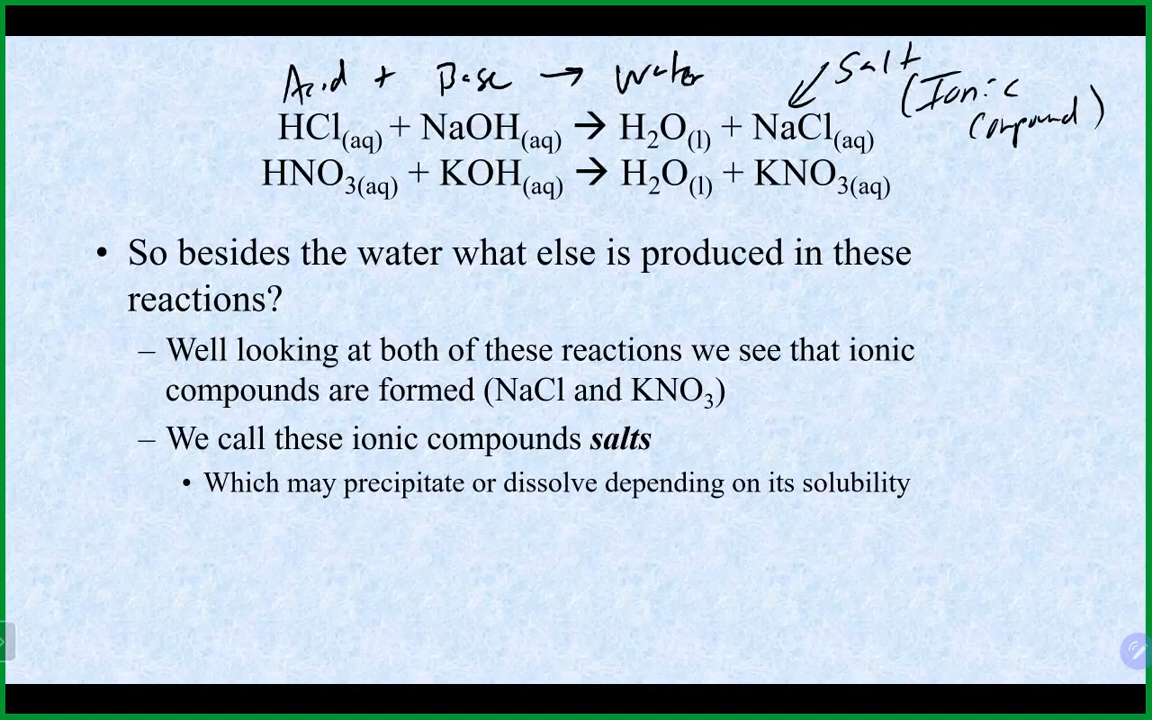 Acid + Base → Water
Salt
(Ionic
Compound)
HCl(aq) + NaOH(aq) → H₂O(l) + NaCl(aq)
HNO₃(aq) + KOH(aq) → H₂O(l) + KNO₃(aq)
• So besides the water what else is produced in these
reactions?
– Well looking at both of these reactions we see that ionic
compounds are formed (NaCl and KNO₃)
– We call these ionic compounds salts
• Which may precipitate or dissolve depending on its solubility